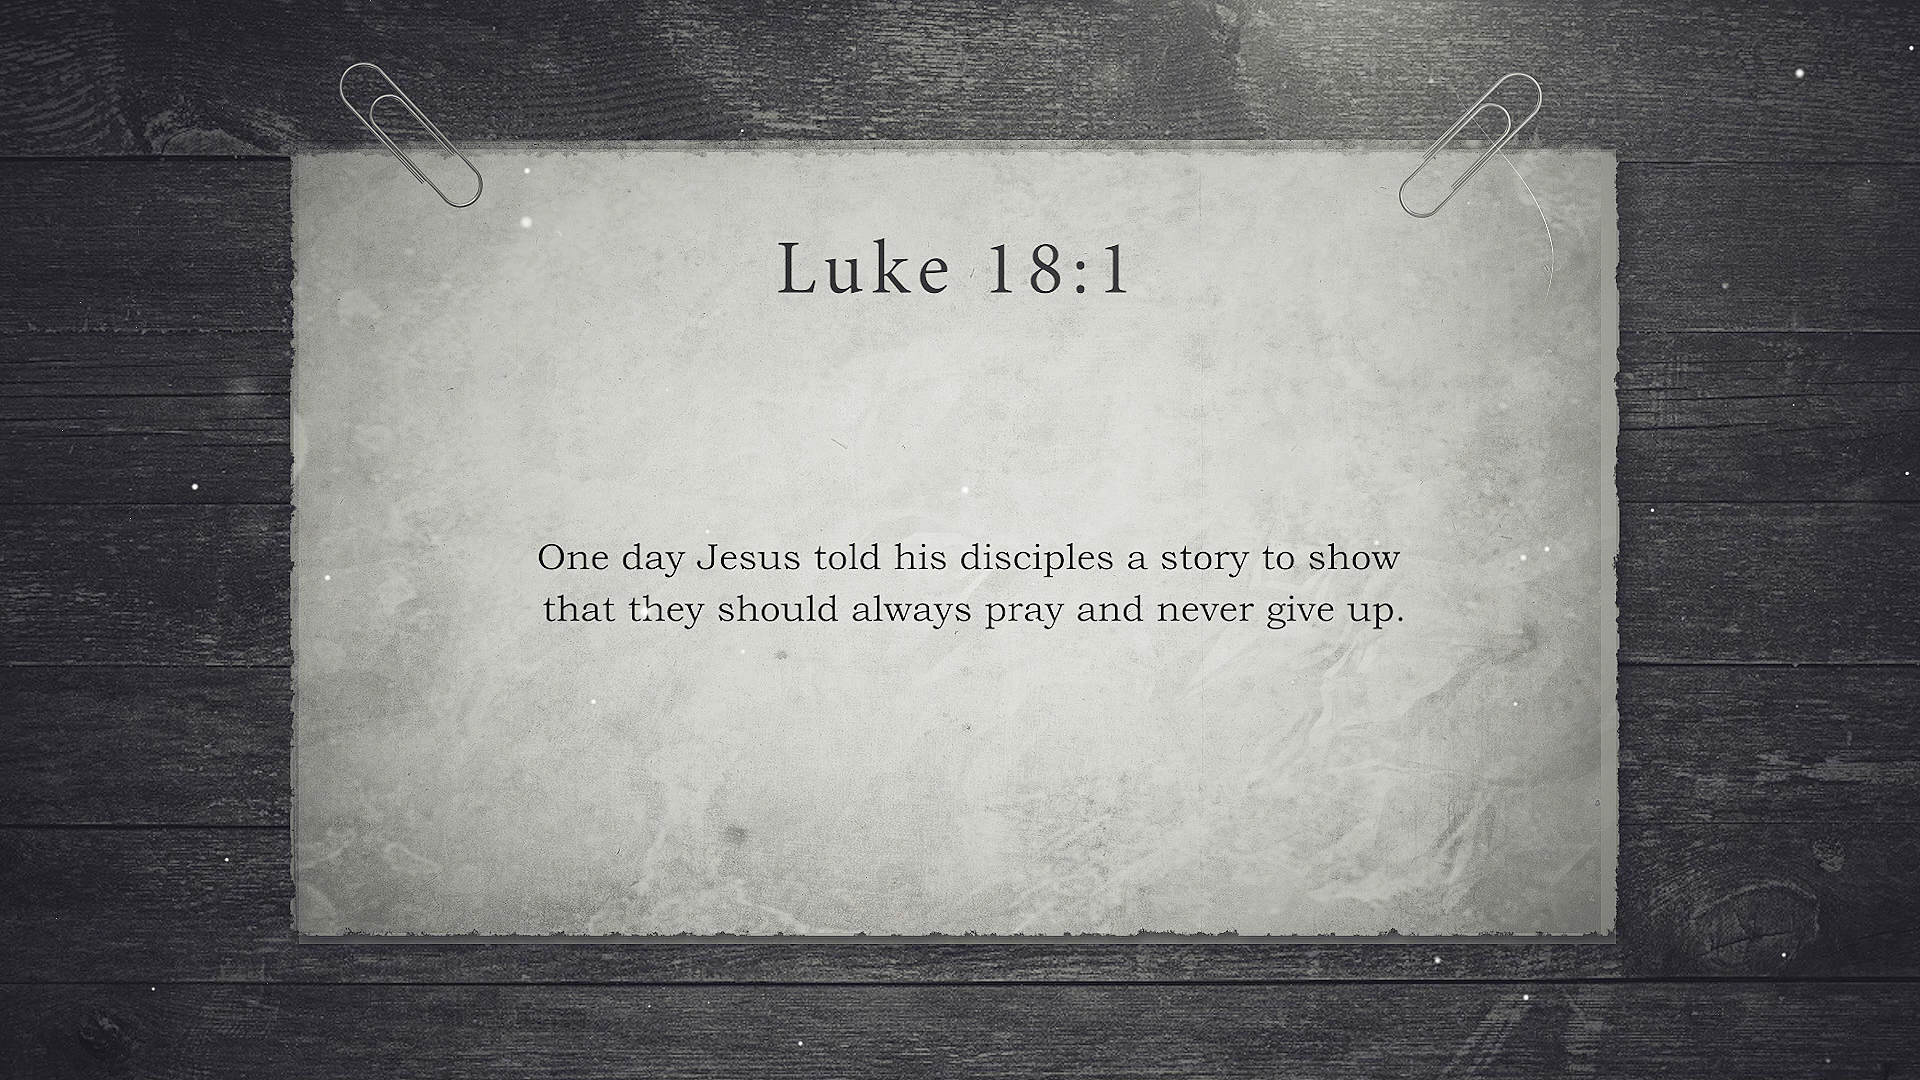 Luke 18:1
One day Jesus told his disciples a story to show
that they should always pray and never give up.